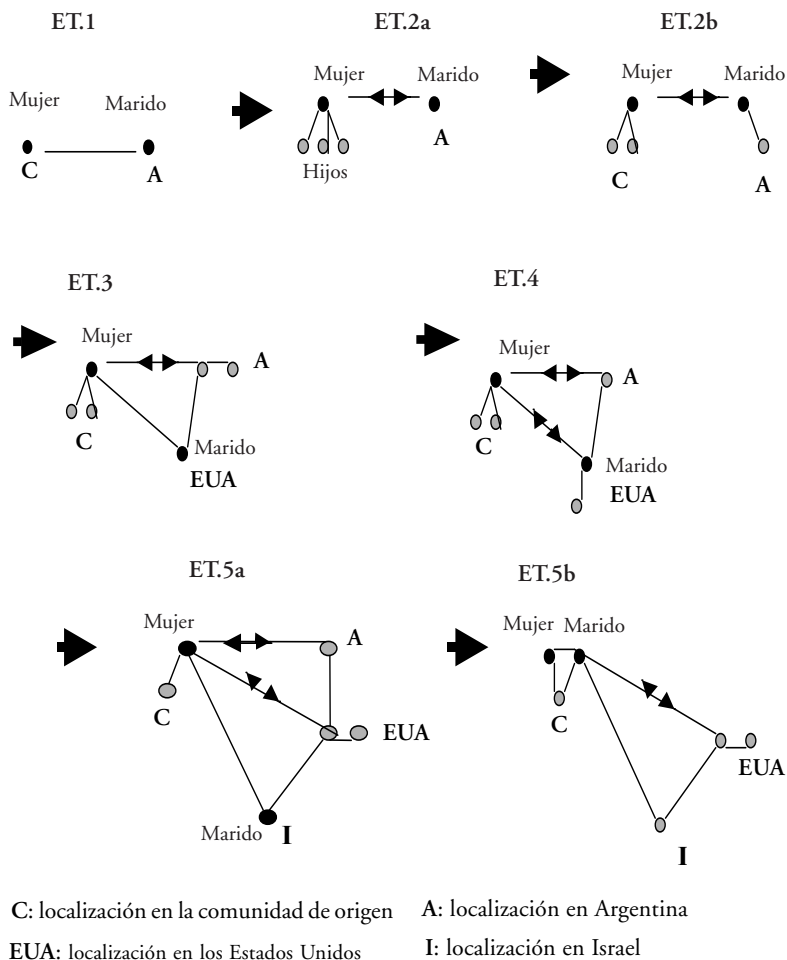 ET.1
ET.2a
ET.2b
Mujer
Marido
C
A
Mujer
Marido
A
Hijos
Mujer
Marido
C
A
ET.3
ET.4
Mujer
A
C
Marido
EUA
Mujer
A
C
Marido
EUA
ET.5a
ET.5b
Mujer
A
C
EUA
Marido
I
Mujer
Marido
C
EUA
I
C: localización en la comunidad de origen
A: localización en Argentina
EUA: localización en los Estados Unidos
I: localización en Israel